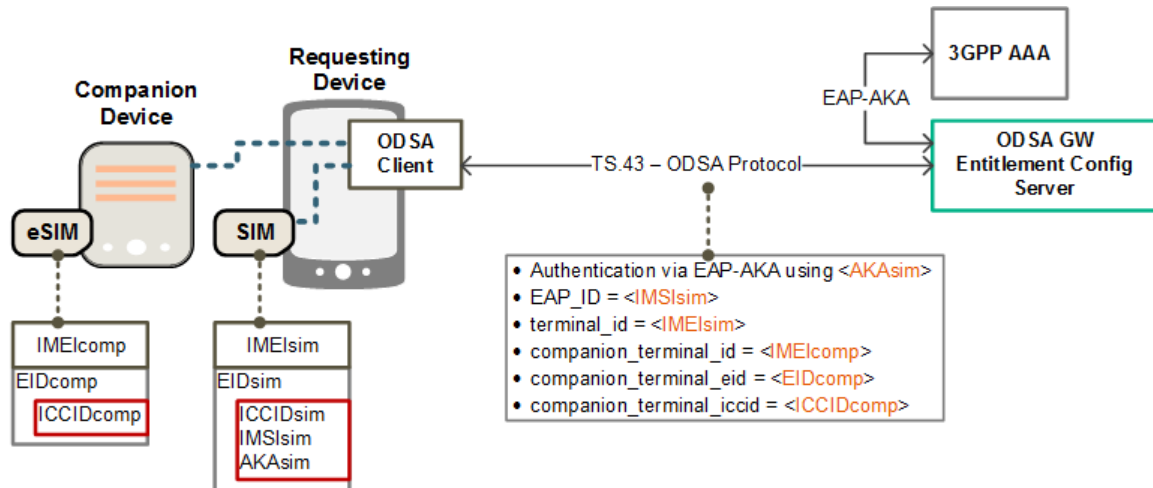 Companion
Device
Requesting
Device
ODSA
Client
eSIM
SIM
3GPP AAA
EAP-AKA
TS.43 – ODSA Protocol
ODSA GW
Entitlement Config
Server
IMEIcomp
EIDcomp
ICCIDcomp
IMEIsim
EIDsim
ICCIDsim
IMSIsim
AKAsim
• Authentication via EAP-AKA using <AKAsim>
• EAP_ID = <IMSIsim>
• terminal_id = <IMEIsim>
• companion_terminal_id = <IMEIcomp>
• companion_terminal_eid = <EIDcomp>
• companion_terminal_iccid = <ICCIDcomp>